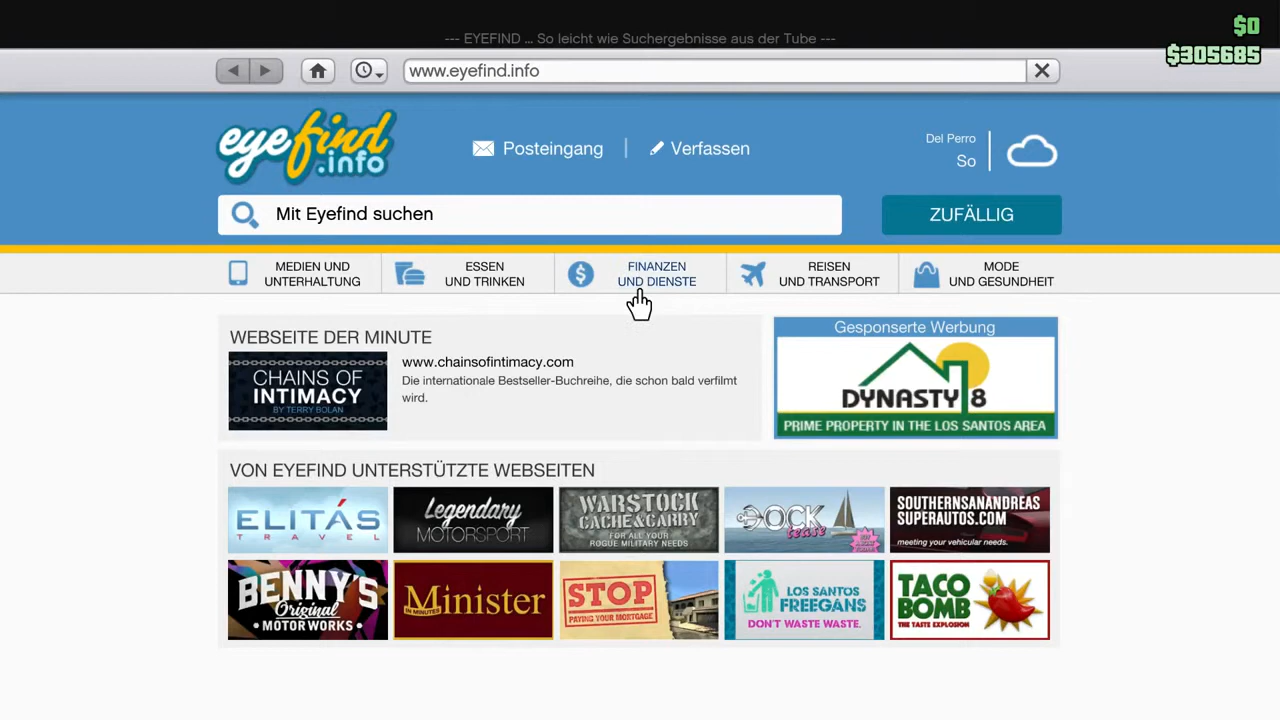 $0
--- EYEFIND ... So leicht wie Suchergebnisse aus der Tube ---
$305685
www.eyefind.info
eyefind.info
Posteingang | Verfassen
Del Perro
So
Mit Eyefind suchen
ZUFÄLLIG
MEDIEN UND
UNTERHALTUNG
ESSEN
UND TRINKEN
FINANZEN
UND DIENSTE
REISEN
UND TRANSPORT
MODE
UND GESUNDHEIT
WEBSEITE DER MINUTE
CHAINS OF
INTIMACY
BY TERRY BOLAN
www.chainsofintimacy.com
Die internationale Bestseller-Buchreihe, die schon bald verfilmt
wird.
Gesponserte Werbung
DYNASTY 8
PRIME PROPERTY IN THE LOS SANTOS AREA
VON EYEFIND UNTERSTÜTZTE WEBSEITEN
ELITÁS
TRAVEL
Legendary
MOTORSPORT
WARSTOCK
CACHE&CARRY
FOR ALL YOUR
ROGUE MILITARY NEEDS
DOCK
tease
SOUTHERNSANANDREAS
SUPERAUTOS.COM
meeting your vehicular needs.
BENNY'S
Original
MOTOR WORKS
Minister
IN MINUTES
STOP
PAYING YOUR MORTGAGE
LOS SANTOS
FREEGANS
DON'T WASTE WASTE.
TACO
BOMB
THE TASTE EXPLOSION